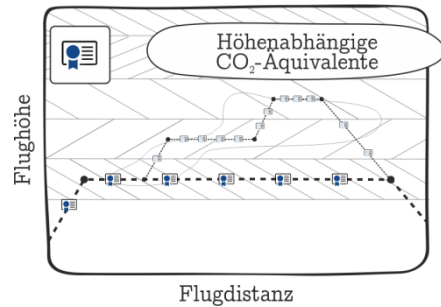 Höhenabhängige
CO₂-Äquivalente
Flughöhe
Flugdistanz